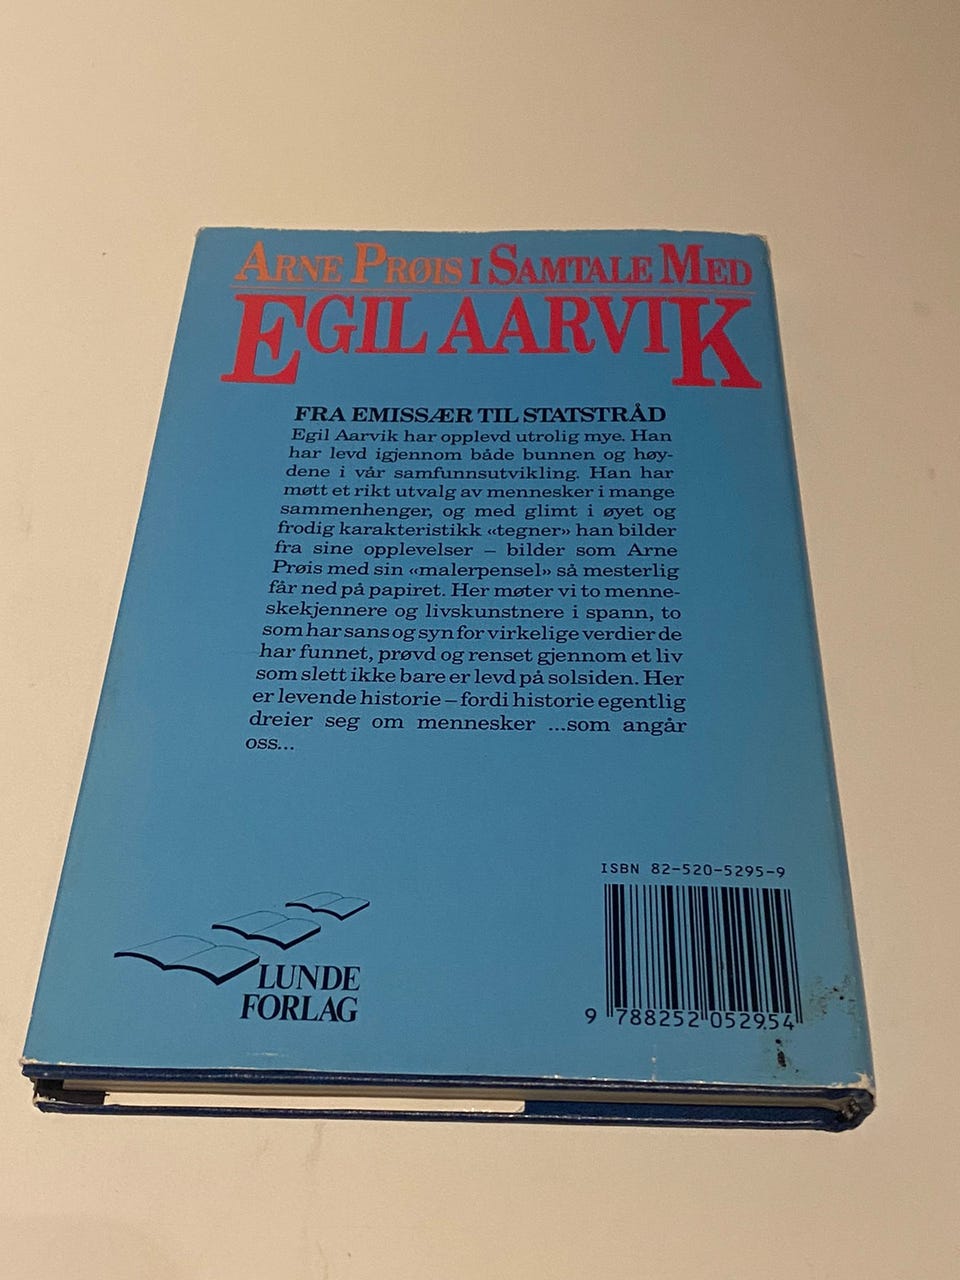 ARNE PRØIS I SAMTALE MED
EGIL AARVIK
FRA EMISSÆR TIL STATSTRÅD
Egil Aarvik har opplevd utrolig mye. Han
har levd igjennom både bunnen og høy-
dene i vår samfunnsutvikling. Han har
møtt et rikt utvalg av mennesker i mange
sammenhenger, og med glimt i øyet og
frodig karakteristikk «tegner» han bilder
fra sine opplevelser – bilder som Arne
Prøis med sin «malerpensel» så mesterlig
får ned på papiret. Her møter vi to menne-
skekjennere og livskunstnere i spann, to
som har sans og syn for virkelige verdier de
har funnet, prøvd og renset gjennom et liv
som slett ikke bare er levd på solsiden. Her
er levende historie – fordi historie egentlig
dreier seg om mennesker ...som angår
oss...
ISBN 82-520-5295-9
9 788252 052954
LUNDE
FORLAG